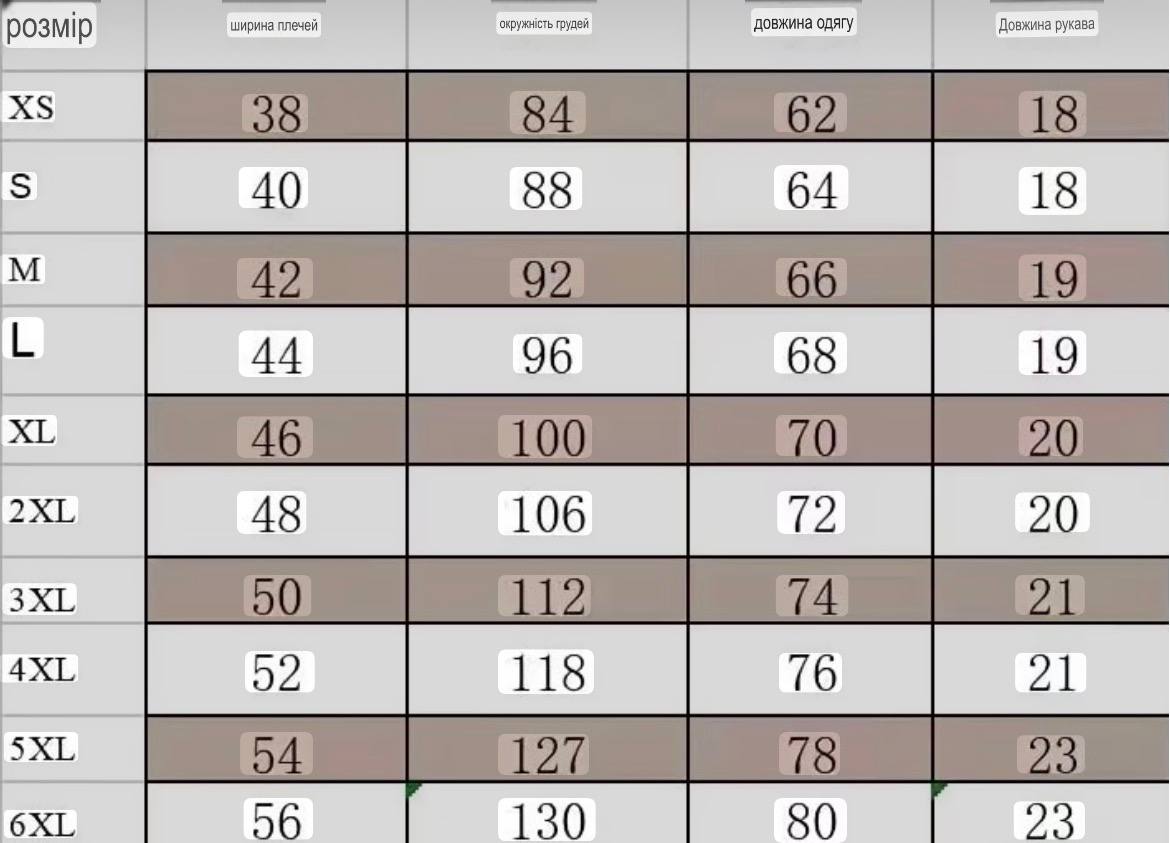 розмір ширина плечей окружність грудей довжина одягу Довжина рукава
XS 38 84 62 18
S 40 88 64 18
M 42 92 66 19
L 44 96 68 19
XL 46 100 70 20
2XL 48 106 72 20
3XL 50 112 74 21
4XL 52 118 76 21
5XL 54 127 78 23
6XL 56 130 80 23